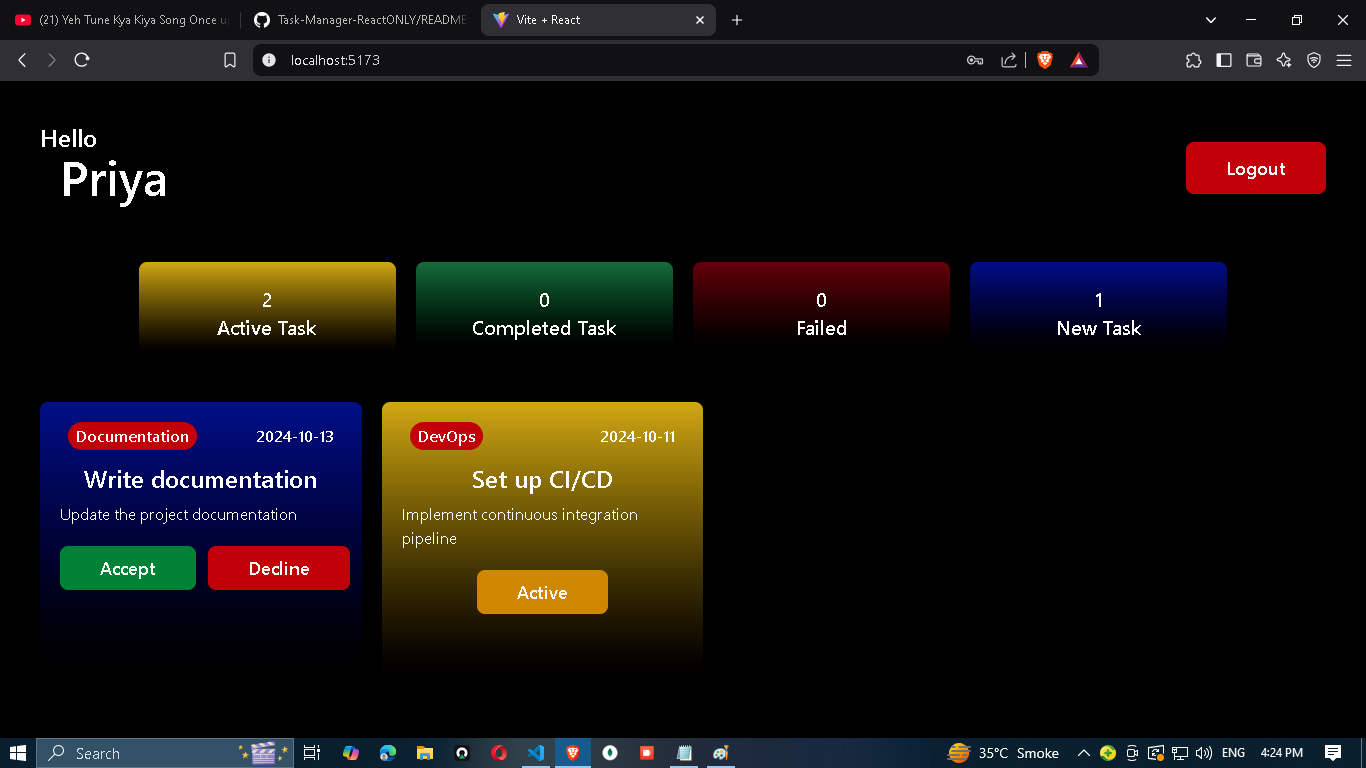 (21) Yeh Tune Kya Kiya Song Once u
Task-Manager-ReactONLY/README
Vite + React
localhost:5173
Hello
Priya
Logout
2
Active Task
0
Completed Task
0
Failed
1
New Task
Documentation
2024-10-13
Write documentation
Update the project documentation
Accept
Decline
DevOps
2024-10-11
Set up CI/CD
Implement continuous integration
pipeline
Active
Search
35°C Smoke
ENG
4:24 PM